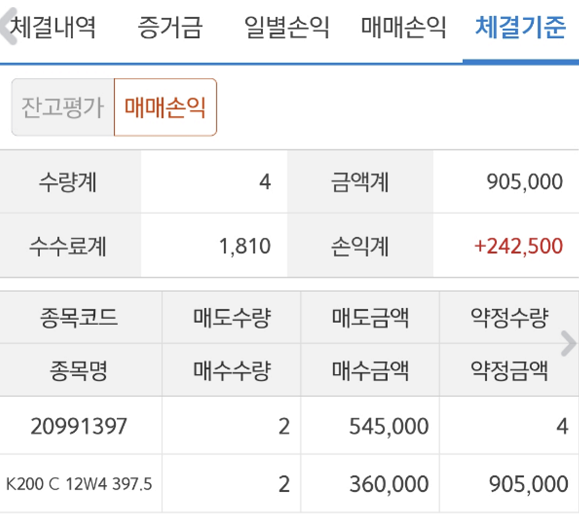 체결내역 증거금 일별손익 매매손익 체결기준
잔고평가 매매손익
수량계 4 금액계 905,000
수수료계 1,810 손익계 +242,500
종목코드 매도수량 매도금액 약정수량
종목명 매수수량 매수금액 약정금액
20991397 2 545,000 4
K200 C 12W4 397.5 2 360,000 905,000